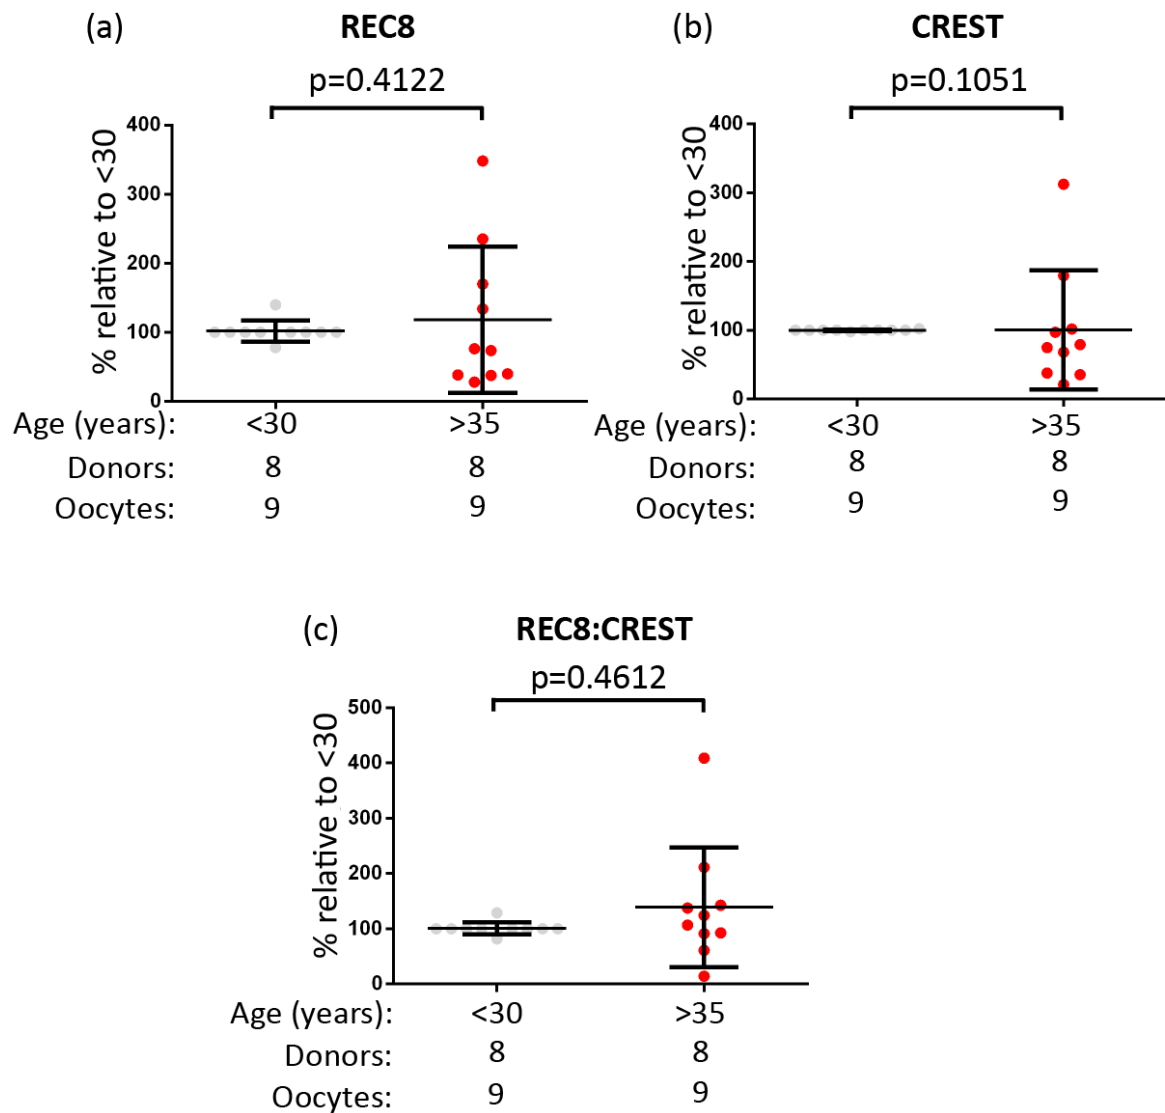 (a) REC8
p=0.4122
% relative to <30
400
300
200
100
0
Age (years): <30 >35
Donors: 8 8
Oocytes: 9 9
(b) CREST
p=0.1051
% relative to <30
400
300
200
100
0
Age (years): <30 >35
Donors: 8 8
Oocytes: 9 9
(c) REC8:CREST
p=0.4612
% relative to <30
500
400
300
200
100
0
Age (years): <30 >35
Donors: 8 8
Oocytes: 9 9